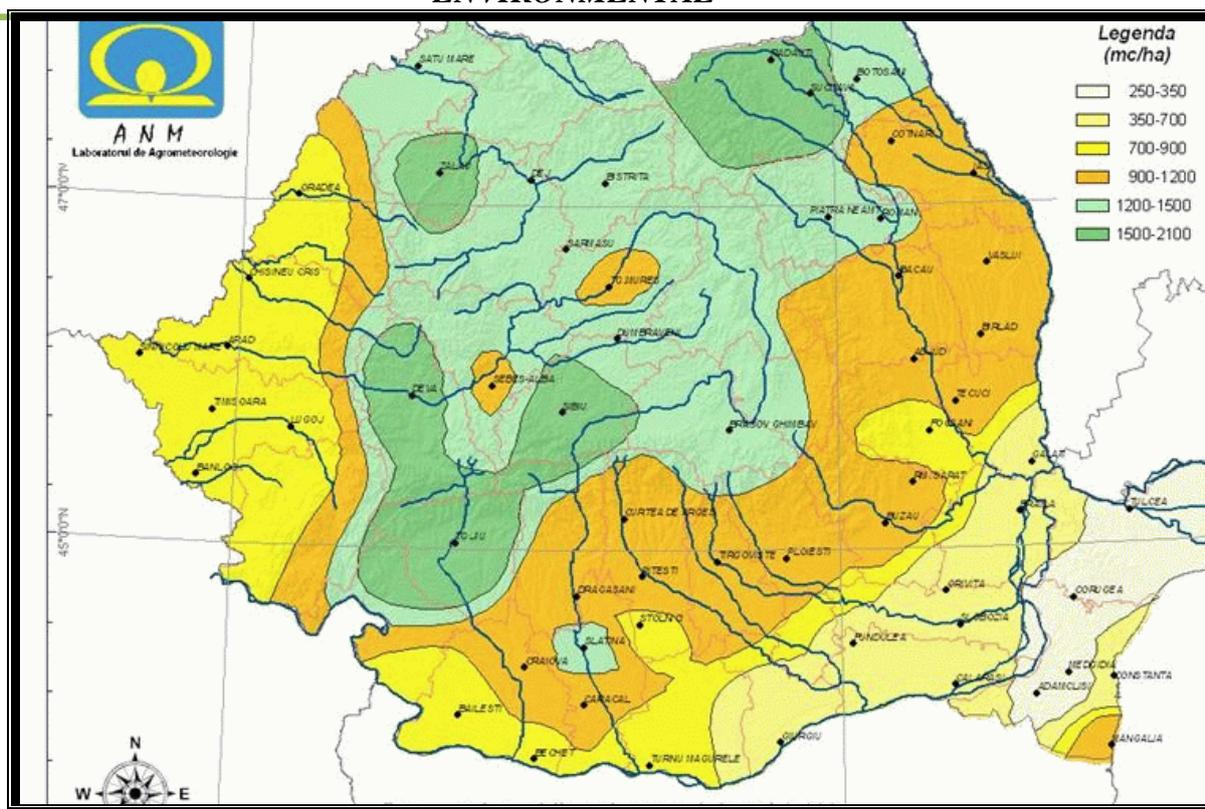 ENVIRONMENTAL
A N M
Laboratorul de Agrometeorologie
Legenda
(mc/ha)
250-350
350-700
700-900
900-1200
1200-1500
1500-2100
47°0'0"N
45°0'0"N
SATU MARE
RADAUTI
BOTOSANI
SUCEAVA
COTNARI
ZALAU
DEJ
BISTRITA
ORADEA
PIATRA NEAMT
ROMAN
SARMASU
VASLUI
CHISINEU CRIS
BACAU
TG MURES
DUMBRAVENI
BIRLAD
ARAD
ADJUD
SEBES-ALBA
DEVA
TECUCI
TIMISOARA
SIBIU
LUGOJ
BRASOV GHIMBAV
FOCSANI
BANLOC
GALATI
RM.SARAT
BRAILA
TULCEA
CURTEA DE ARGES
BUZAU
TG JIU
TIRGOVISTE
PLOIESTI
PITESTI
GRIVITA
CORUGEA
DRAGASANI
STOLNICI
SLOBOZIA
SLATINA
FUNDULEA
CRAIOVA
MEDGIDIA
CONSTANTA
CALARASI
ADAMCLISI
CARACAL
BAILESTI
GIURGIU
MANGALIA
BECHET
TURNU MAGURELE
N
W
E